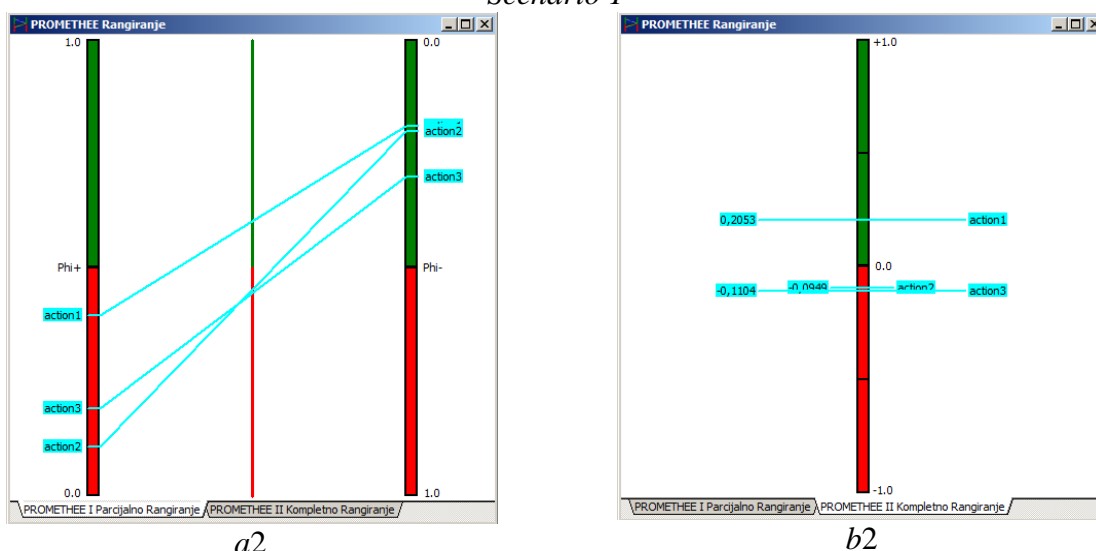 PROMETHEE Rangiranje
1.0
0.0
action2
action3
Phi+
Phi-
action1
action3
action2
0.0
1.0
PROMETHEE I Parcijalno Rangiranje
PROMETHEE II Kompletno Rangiranje
a2
PROMETHEE Rangiranje
+1.0
0,2053
action1
0.0
-0,0949
action2
-0,1104
action3
-1.0
PROMETHEE I Parcijalno Rangiranje
PROMETHEE II Kompletno Rangiranje
b2